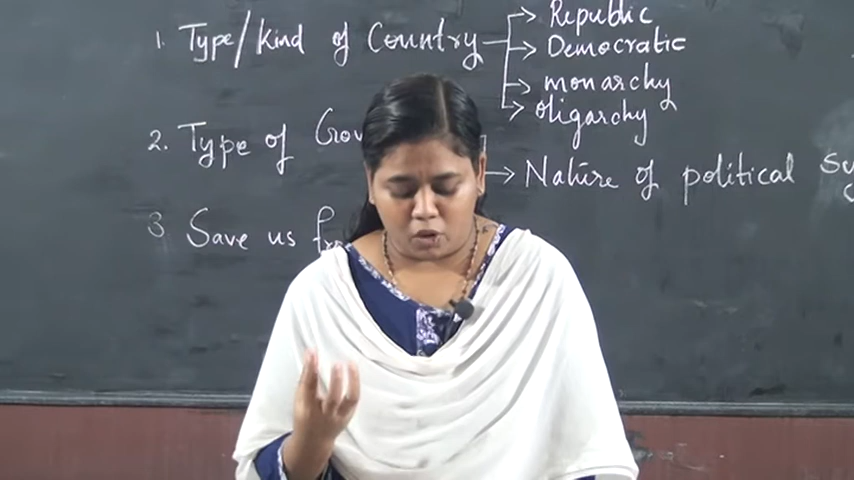 1. Type/Kind of Country → Republic
→ Democratic
→ monarchy
→ Oligarchy
2. Type of Gov
→ Nature of political
3 Save us